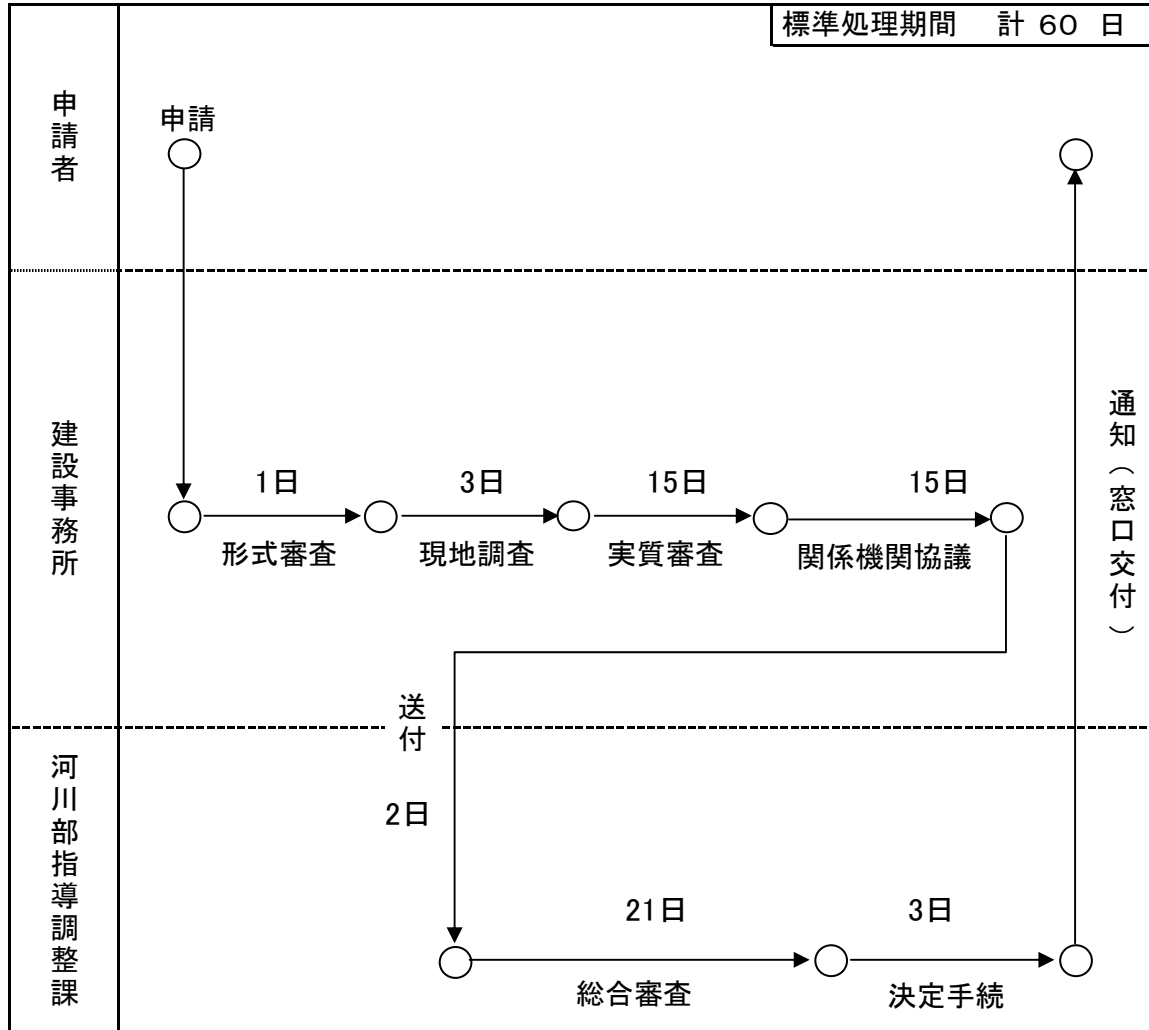 標準処理期間　計 60 日
申請者
申請
建設事務所
1日
3日
15日
15日
形式審査
現地調査
実質審査
関係機関協議
通知（窓口交付）
送付
2日
河川部指導調整課
21日
3日
総合審査
決定手続